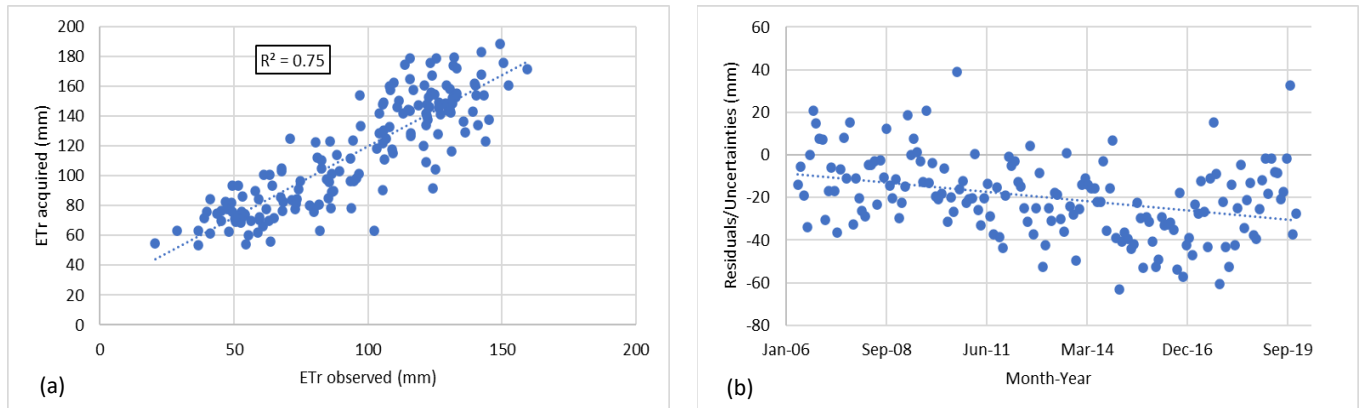 200
180
160
140
120
100
80
60
40
20
0
ETr acquired (mm)
R² = 0.75
0 50 100 150 200
ETr observed (mm)
(a)
60
40
20
0
-20
-40
-60
-80
Residuals/Uncertainties (mm)
Jan-06 Sep-08 Jun-11 Mar-14 Dec-16 Sep-19
Month-Year
(b)